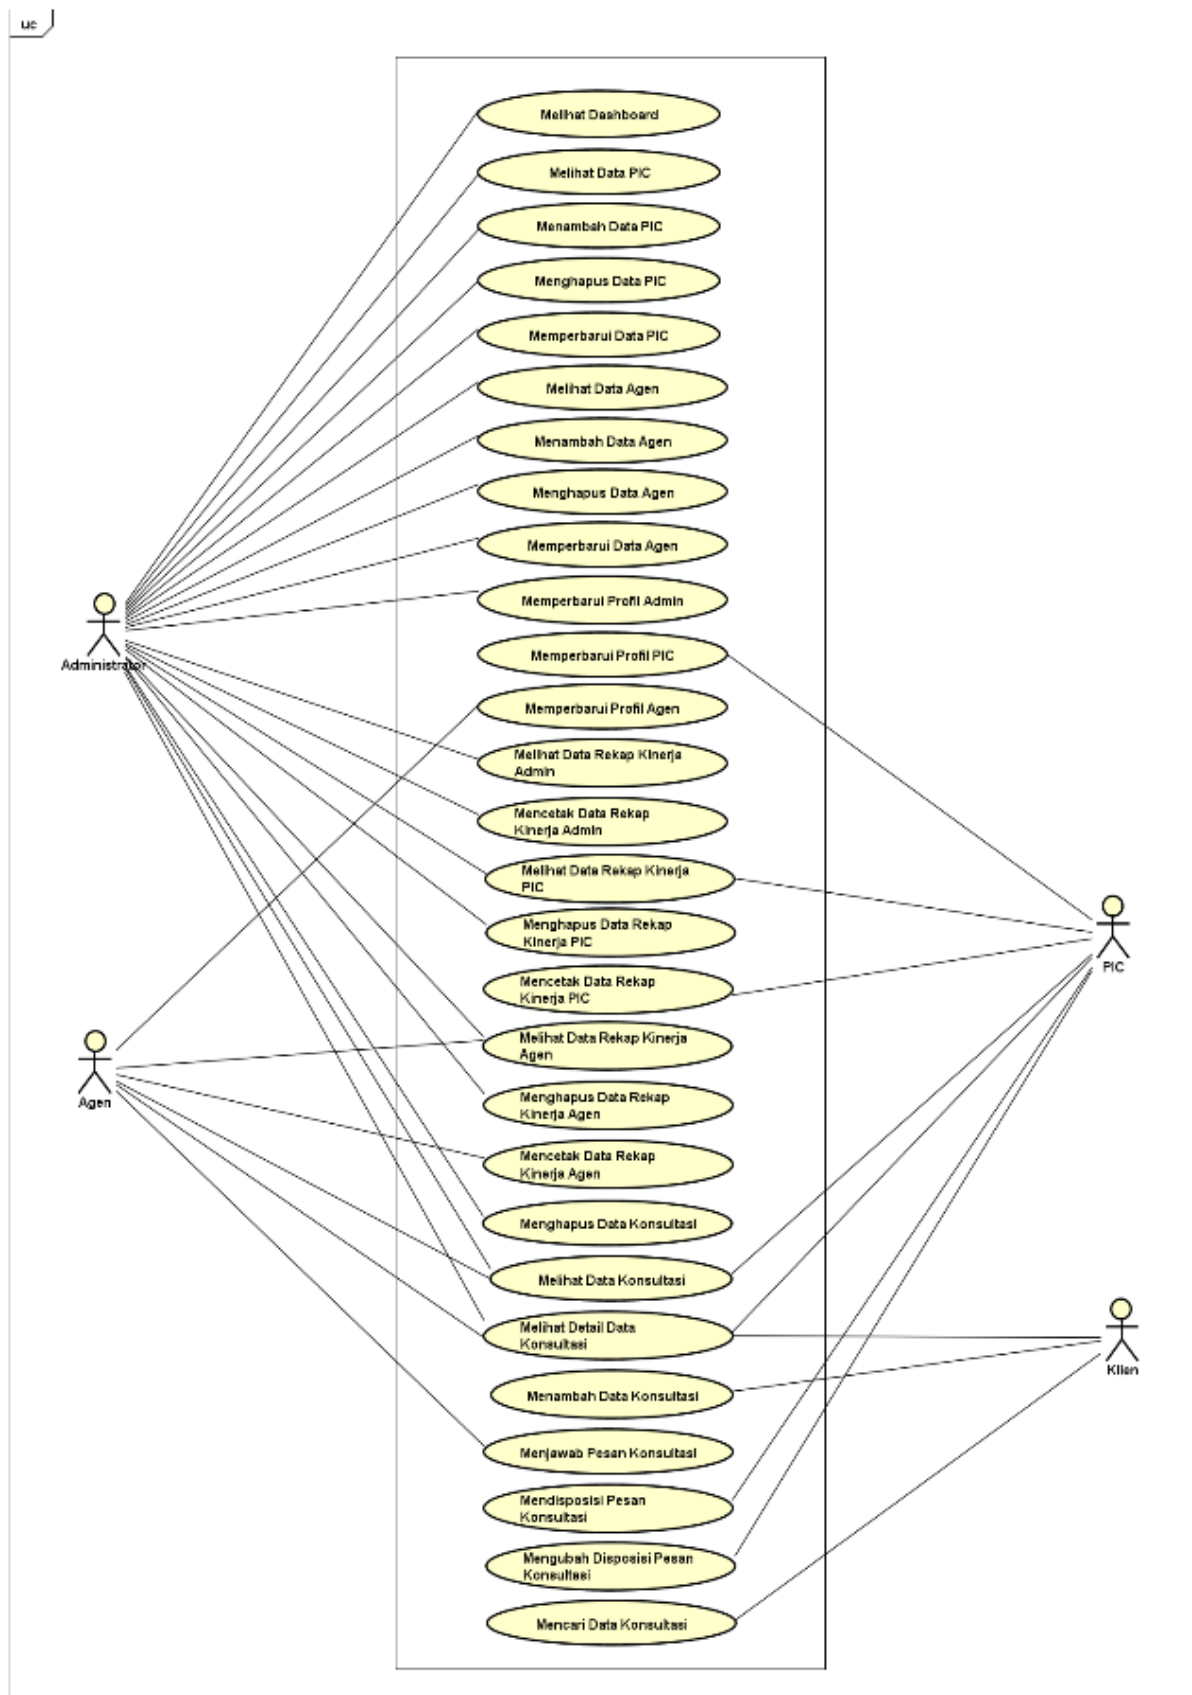 uc
Melihat Dashboard
Melihat Data PIC
Menambah Data PIC
Menghapus Data PIC
Memperbarui Data PIC
Melihat Data Agen
Menambah Data Agen
Menghapus Data Agen
Memperbarui Data Agen
Memperbarui Profil Admin
Administrator
Memperbarui Profil PIC
Memperbarui Profil Agen
Melihat Data Rekap Kinerja
Admin
Mencetak Data Rekap
Kinerja Admin
Melihat Data Rekap Kinerja
PIC
Menghapus Data Rekap
Kinerja PIC
PIC
Mencetak Data Rekap
Kinerja PIC
Melihat Data Rekap Kinerja
Agen
Agen
Menghapus Data Rekap
Kinerja Agen
Mencetak Data Rekap
Kinerja Agen
Menghapus Data Konsultasi
Melihat Data Konsultasi
Melihat Detail Data
Konsultasi
Klien
Menambah Data Konsultasi
Menjawab Pesan Konsultasi
Mendisposisi Pesan
Konsultasi
Mengubah Disposisi Pesan
Konsultasi
Mencari Data Konsultasi